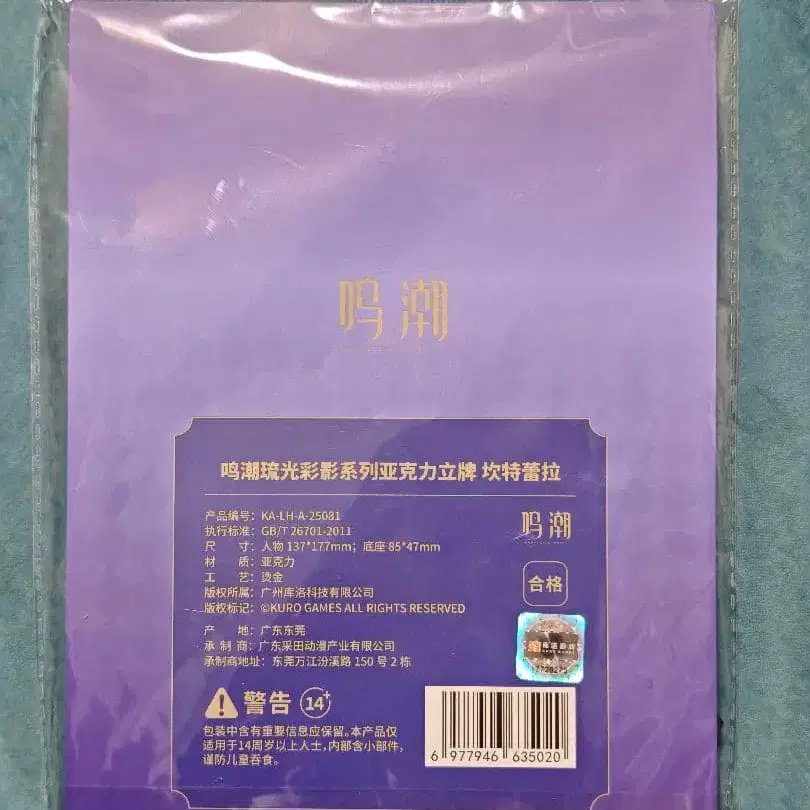 鸣潮
鸣潮琉光彩影系列亚克力立牌 坎特蕾拉
产品编号：KA-LH-A-25081
执行标准：GB/T 26701-2011
尺 寸：人物 137*177mm；底座 85*47mm
材 质：亚克力
工 艺：烫金
版权所属：广州库洛科技有限公司
版权标记：©KURO GAMES ALL RIGHTS RESERVED
鸣潮
合格
产 地：广东东莞
承 制 商：广东采田动漫产业有限公司
承制商地址：东莞万江汾溪路 150 号 2 栋
警告 14+
包装中含有重要信息应保留。本产品仅
适用于14周岁以上人士，内部含小部件，
谨防儿童吞食。
6 977946 635020